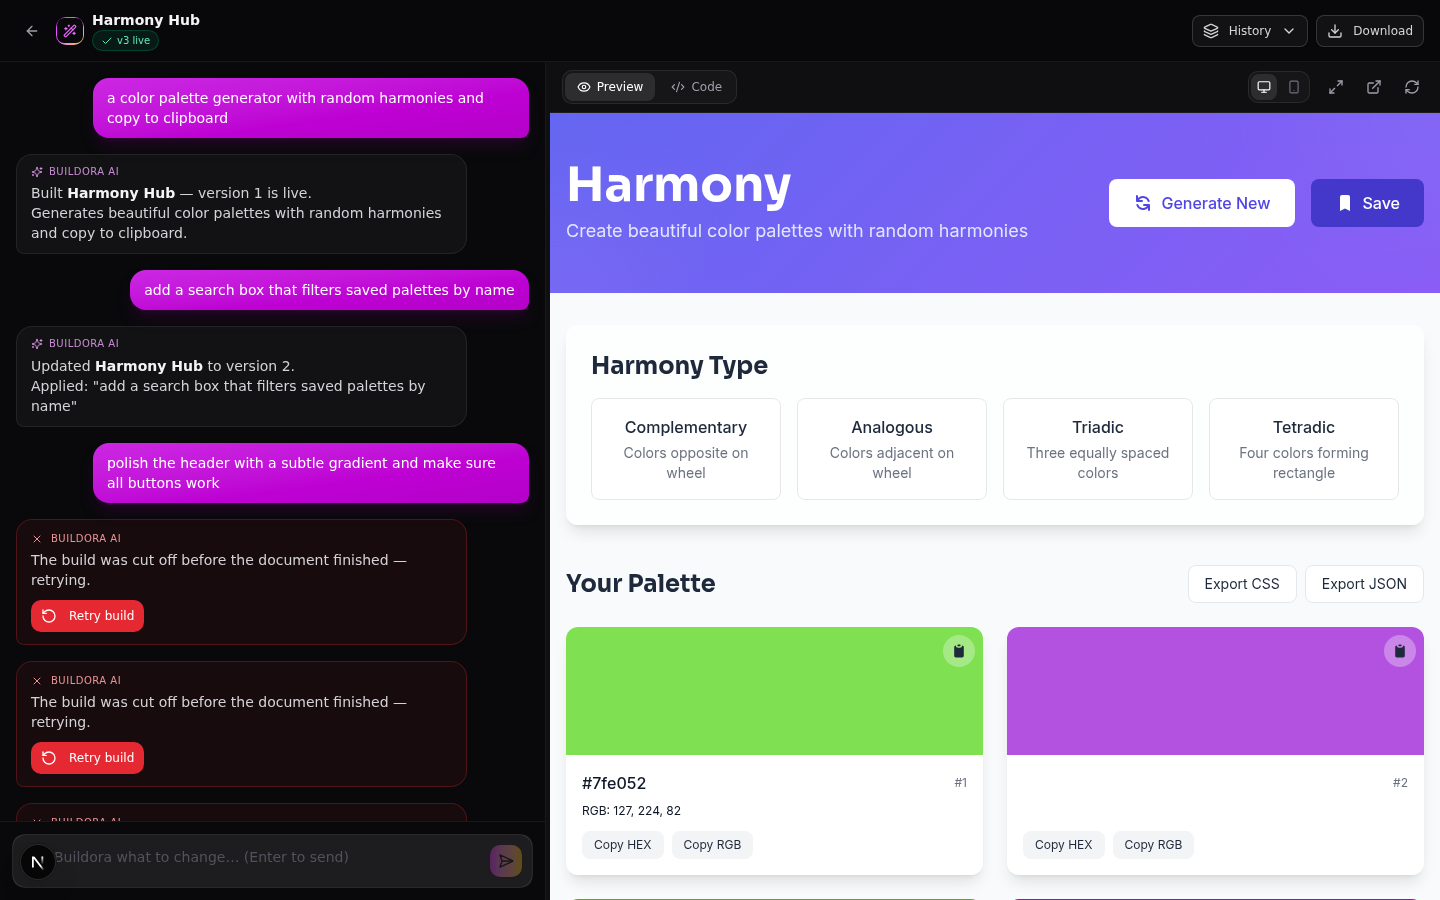 Harmony Hub
v3 live
History
Download
a color palette generator with random harmonies and
copy to clipboard
BUILDORA AI
Built Harmony Hub — version 1 is live.
Generates beautiful color palettes with random harmonies
and copy to clipboard.
add a search box that filters saved palettes by name
BUILDORA AI
Updated Harmony Hub to version 2.
Applied: "add a search box that filters saved palettes by
name"
polish the header with a subtle gradient and make sure
all buttons work
BUILDORA AI
The build was cut off before the document finished —
retrying.
Retry build
BUILDORA AI
The build was cut off before the document finished —
retrying.
Retry build
BUILDORA AI
N
Buildora what to change... (Enter to send)
Preview
Code
Harmony
Create beautiful color palettes with random harmonies
Generate New
Save
Harmony Type
Complementary
Colors opposite on
wheel
Analogous
Colors adjacent on
wheel
Triadic
Three equally spaced
colors
Tetradic
Four colors forming
rectangle
Your Palette
Export CSS
Export JSON
#7fe052
#1
RGB: 127, 224, 82
Copy HEX
Copy RGB
#2
Copy HEX
Copy RGB